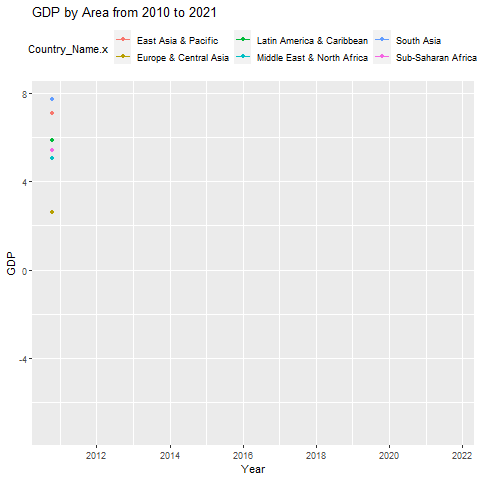 GDP by Area from 2010 to 2021
Country_Name.x
East Asia & Pacific
Latin America & Caribbean
South Asia
Europe & Central Asia
Middle East & North Africa
Sub-Saharan Africa
8
4
0
-4
GDP
2012 2014 2016 2018 2020 2022
Year